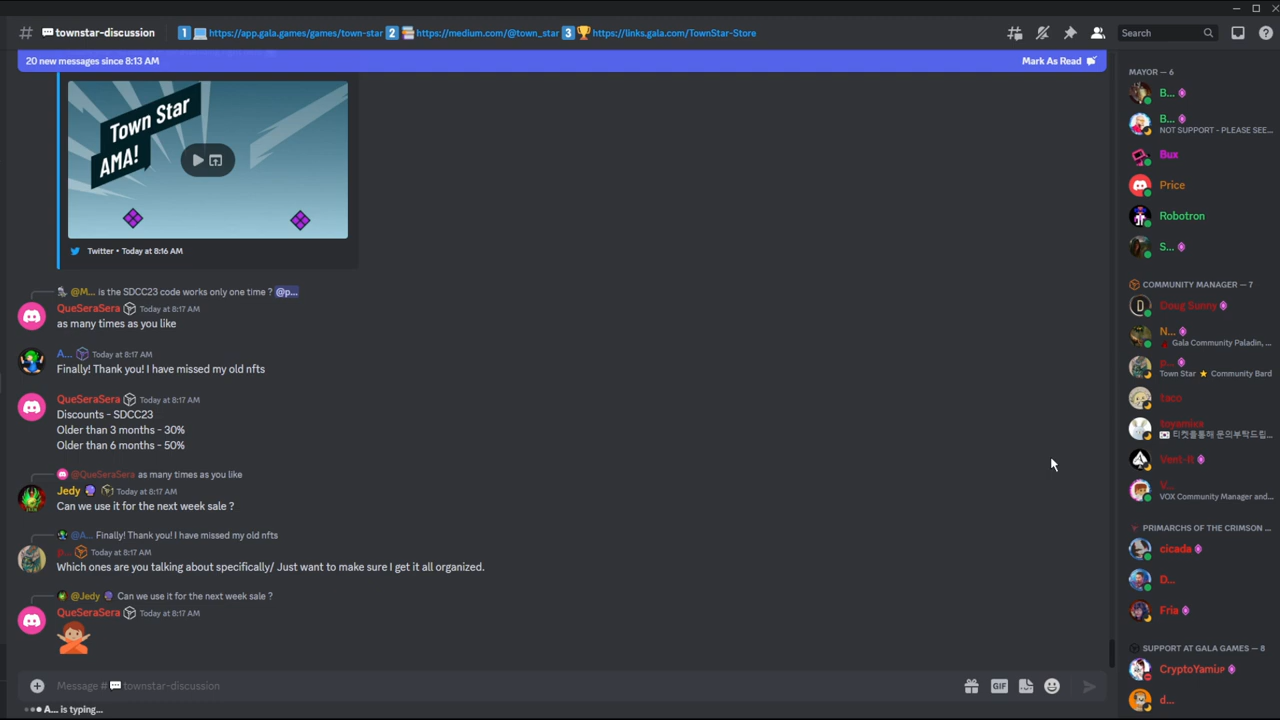 townstar-discussion 1 https://app.gala.games/games/town-star 2 https://medium.com/@town_star 3 https://links.gala.com/TownStar-Store
Search
20 new messages since 8:13 AM Mark As Read
Town Star
AMA!
Twitter • Today at 8:16 AM
@M... is the SDCC23 code works only one time ? @p...
QueSeraSera Today at 8:17 AM
as many times as you like
A... Today at 8:17 AM
Finally! Thank you! I have missed my old nfts
QueSeraSera Today at 8:17 AM
Discounts - SDCC23
Older than 3 months - 30%
Older than 6 months - 50%
@QueSeraSera as many times as you like
Jedy Today at 8:17 AM
Can we use it for the next week sale ?
@A... Finally! Thank you! I have missed my old nfts
p... Today at 8:17 AM
Which ones are you talking about specifically/ Just want to make sure I get it all organized.
@Jedy Can we use it for the next week sale ?
QueSeraSera Today at 8:17 AM
Message # townstar-discussion
GIF
A... is typing...
MAYOR — 6
B...
B...
NOT SUPPORT - PLEASE SEE...
Bux
Price
Robotron
S...
COMMUNITY MANAGER — 7
Doug Sunny
N...
Gala Community Paladin, ...
p...
Town Star ★ Community Bard
taco
toyamixx
티켓을통해 문의부탁드립...
Vent-R
V...
VOX Community Manager and...
PRIMARCHS OF THE CRIMSON ...
cicada
D...
Fria
SUPPORT AT GALA GAMES — 8
CryptoYamiup
d...